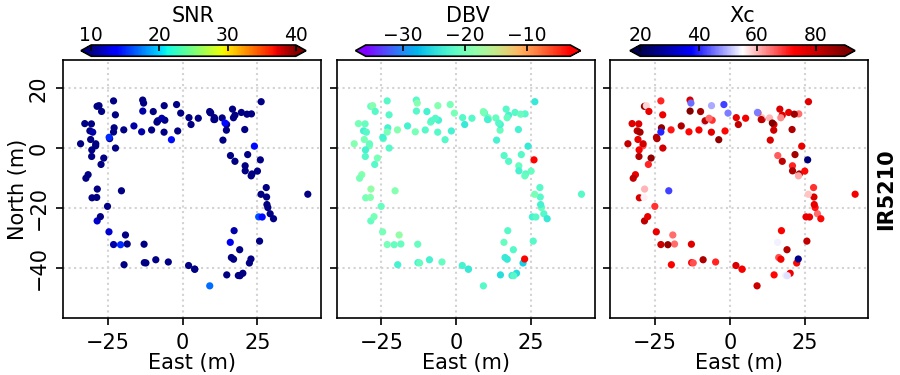 SNR DBV Xc
10 20 30 40 −30 −20 −10 20 40 60 80
20
0
−20
−40
North (m)
−25 0 25 −25 0 25 −25 0 25
East (m) East (m) East (m)
IR5210